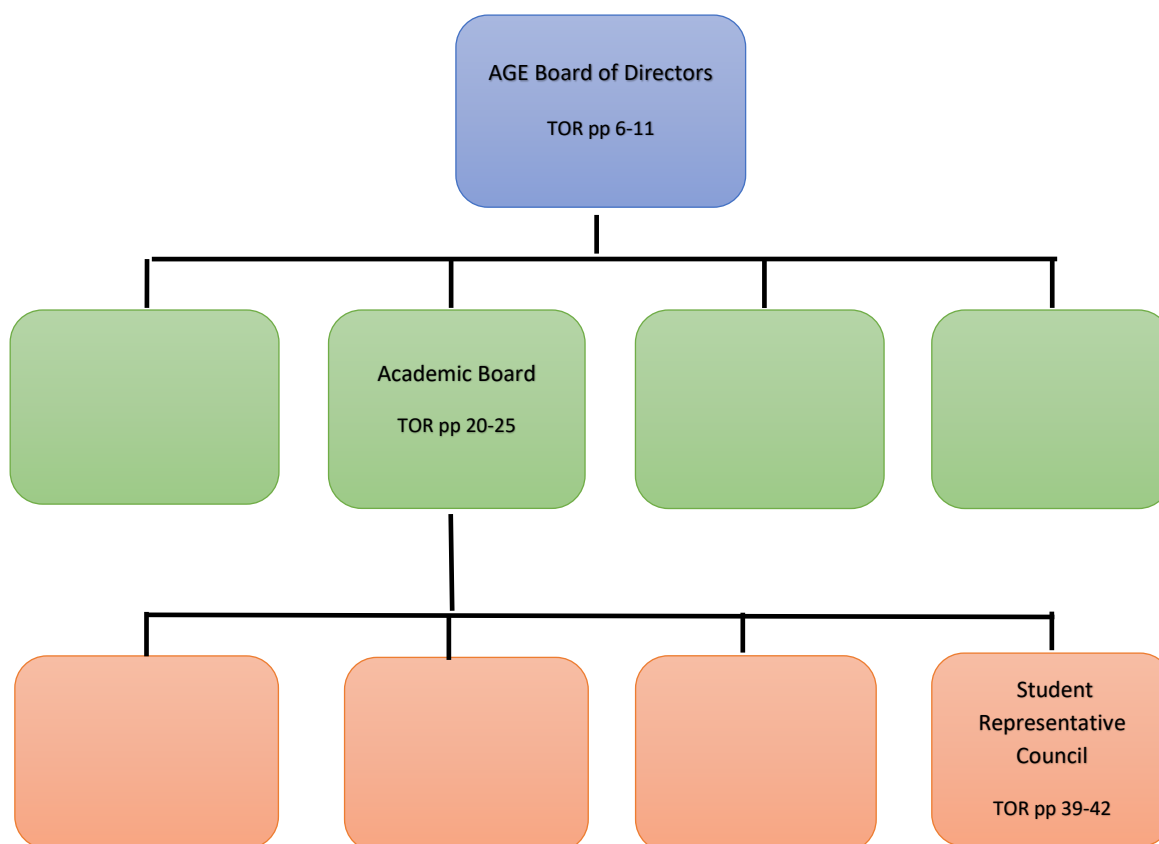 AGE Board of Directors
TOR pp 6-11
Academic Board
TOR pp 20-25
Student
Representative
Council
TOR pp 39-42